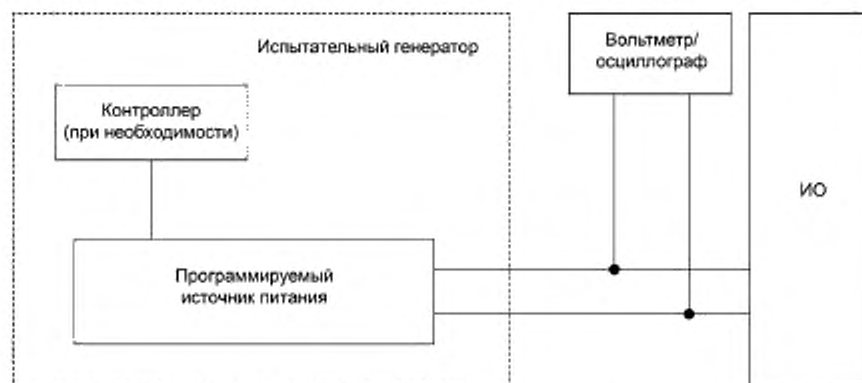 Испытательный генератор
Вольтметр/
осциллограф
Контроллер
(при необходимости)
ИО
Программируемый
источник питания